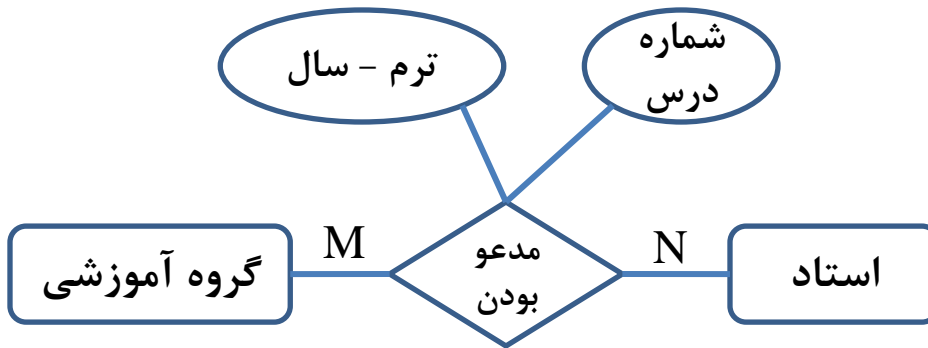 شماره
درس
ترم – سال
استاد
N
مدعو
بودن
M
گروه آموزشی